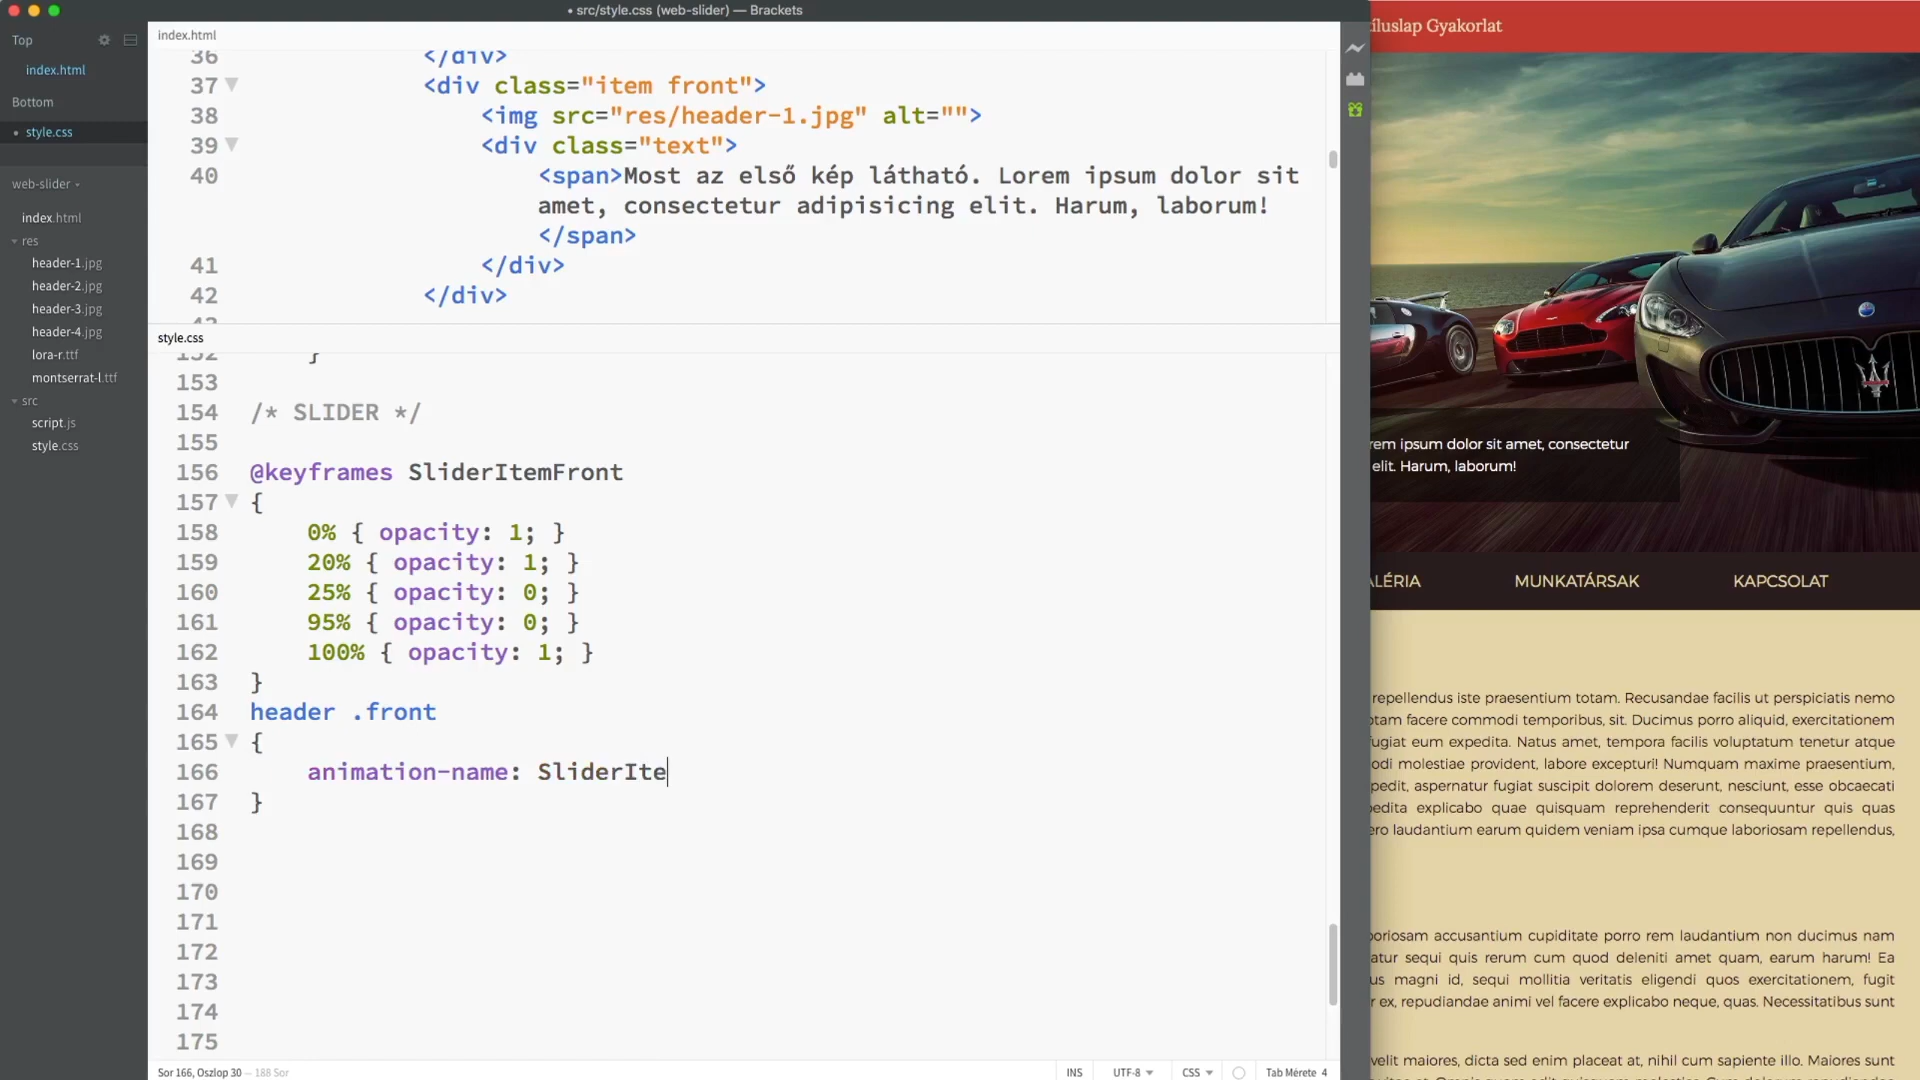 • src/style.css (web-slider) — Brackets
Top
index.html
Bottom
• style.css
web-slider
index.html
res
header-1.jpg
header-2.jpg
header-3.jpg
header-4.jpg
lora-r.ttf
montserrat-l.ttf
src
script.js
style.css
index.html
36 </div>
37 <div class="item front">
38 <img src="res/header-1.jpg" alt="">
39 <div class="text">
40 <span>Most az első kép látható. Lorem ipsum dolor sit
amet, consectetur adipisicing elit. Harum, laborum!
</span>
41 </div>
42 </div>
style.css
152 }
153
154 /* SLIDER */
155
156 @keyframes SliderItemFront
157 {
158 0% { opacity: 1; }
159 20% { opacity: 1; }
160 25% { opacity: 0; }
161 95% { opacity: 0; }
162 100% { opacity: 1; }
163 }
164 header .front
165 {
166 animation-name: SliderIte
167 }
168
169
170
171
172
173
174
175
Sor 166, Oszlop 30 — 188 Sor
INS
UTF-8
CSS
Tab Mérete 4
íluslap Gyakorlat
rem ipsum dolor sit amet, consectetur
elit. Harum, laborum!
ALÉRIA
MUNKATÁRSAK
KAPCSOLAT
repellendus iste praesentium totam. Recusandae facilis ut perspiciatis nemo
otam facere commodi temporibus, sit. Ducimus porro aliquid, exercitationem
fugiat eum expedita. Natus amet, tempora facilis voluptatum tenetur atque
odi molestiae provident, labore excepturi! Numquam maxime praesentium,
pedit, aspernatur fugiat suscipit dolorem deserunt, nesciunt, esse obcaecati
pedita explicabo quae quisquam reprehenderit consequuntur quis quas
ero laudantium earum quidem veniam ipsa cumque laboriosam repellendus,
boriosam accusantium cupiditate porro rem laudantium non ducimus nam
atur sequi quis rerum cum quod deleniti amet quam, earum harum! Ea
us magni id, sequi mollitia veritatis eligendi quos exercitationem, fugit
r ex, repudiandae animi vel facere explicabo neque, quas. Necessitatibus sunt
velit maiores, dicta sed enim placeat at, nihil cum sapiente illo. Maiores sunt